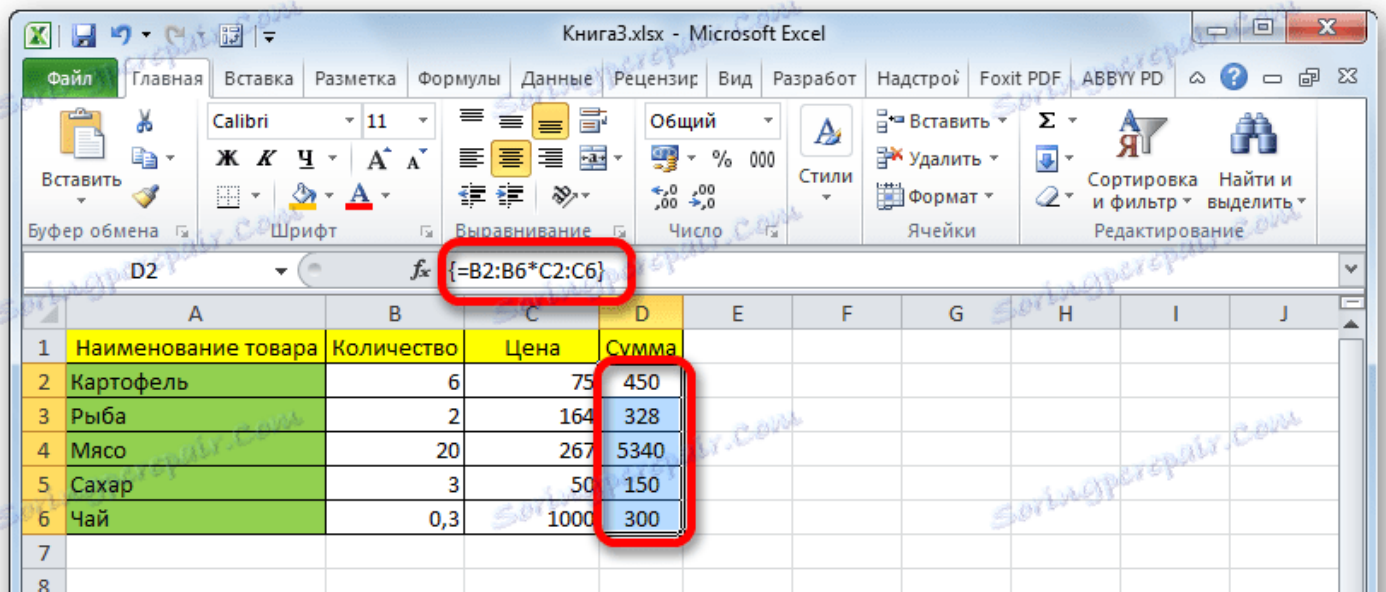 Книга3.xlsx - Microsoft Excel
Файл Главная Вставка Разметка Формулы Данные Рецензир Вид Разработ Надстрой Foxit PDF ABBYY PD
Вставить
Calibri 11
Ж К Ч
Общий
% 000
Стили
Вставить
Удалить
Формат
Σ
Сортировка и фильтр
Найти и выделить
Буфер обмена Шрифт Выравнивание Число Ячейки Редактирование
D2 fx {=B2:B6*C2:C6}
A B C D E F G H I J
1 Наименование товара Количество Цена Сумма
2 Картофель 6 75 450
3 Рыба 2 164 328
4 Мясо 20 267 5340
5 Сахар 3 50 150
6 Чай 0,3 1000 300
7
8